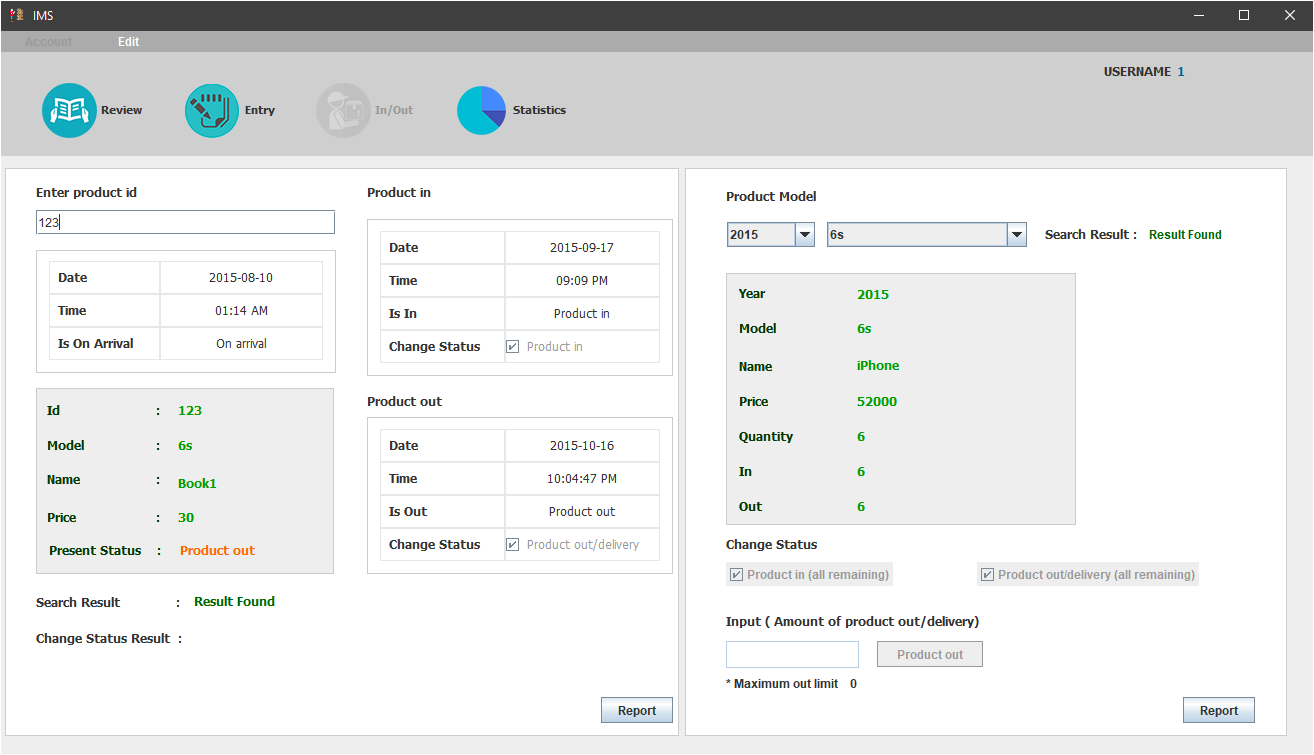 IMS
Account Edit
USERNAME 1
Review Entry In/Out Statistics
Enter product id
123
Date 2015-08-10
Time 01:14 AM
Is On Arrival On arrival
Id : 123
Model : 6s
Name : Book1
Price : 30
Present Status : Product out
Search Result : Result Found
Change Status Result :
Product in
Date 2015-09-17
Time 09:09 PM
Is In Product in
Change Status Product in
Product out
Date 2015-10-16
Time 10:04:47 PM
Is Out Product out
Change Status Product out/delivery
Report
Product Model
2015 6s Search Result : Result Found
Year 2015
Model 6s
Name iPhone
Price 52000
Quantity 6
In 6
Out 6
Change Status
Product in (all remaining) Product out/delivery (all remaining)
Input ( Amount of product out/delivery)
Product out
* Maximum out limit 0
Report